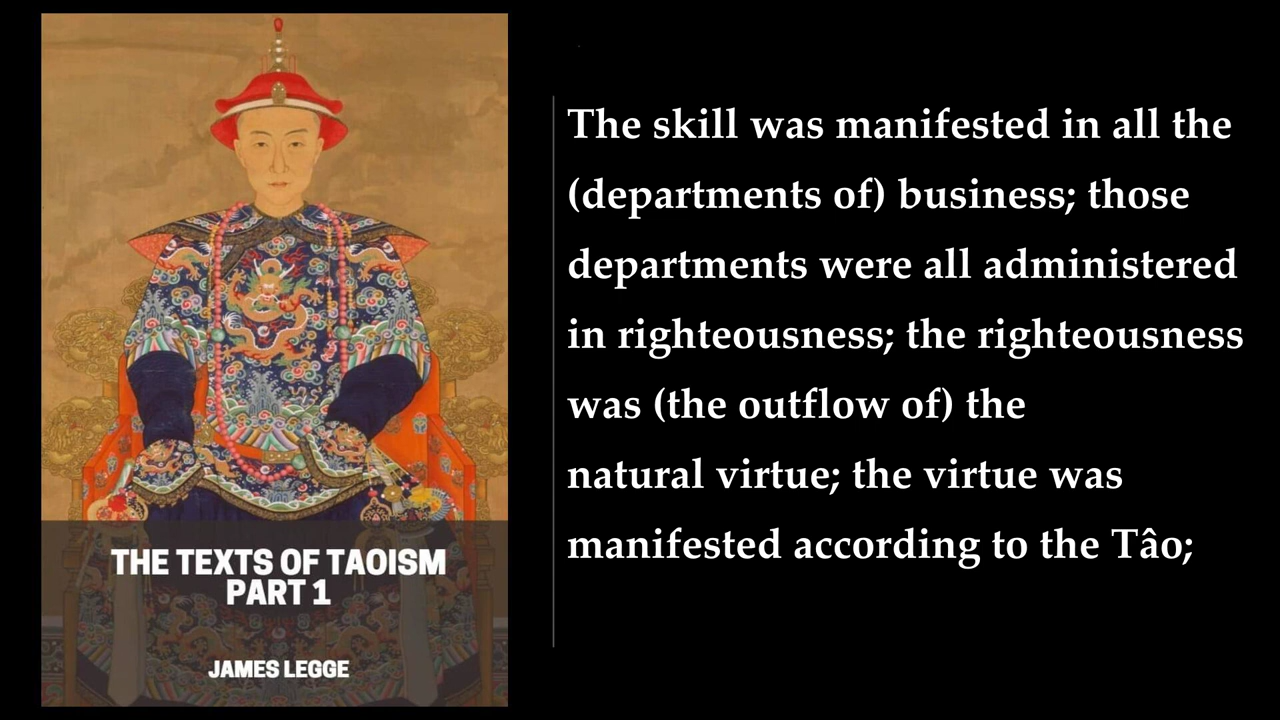 THE TEXTS OF TAOISM
PART 1
JAMES LEGGE
The skill was manifested in all the
(departments of) business; those
departments were all administered
in righteousness; the righteousness
was (the outflow of) the
natural virtue; the virtue was
manifested according to the Tâo;